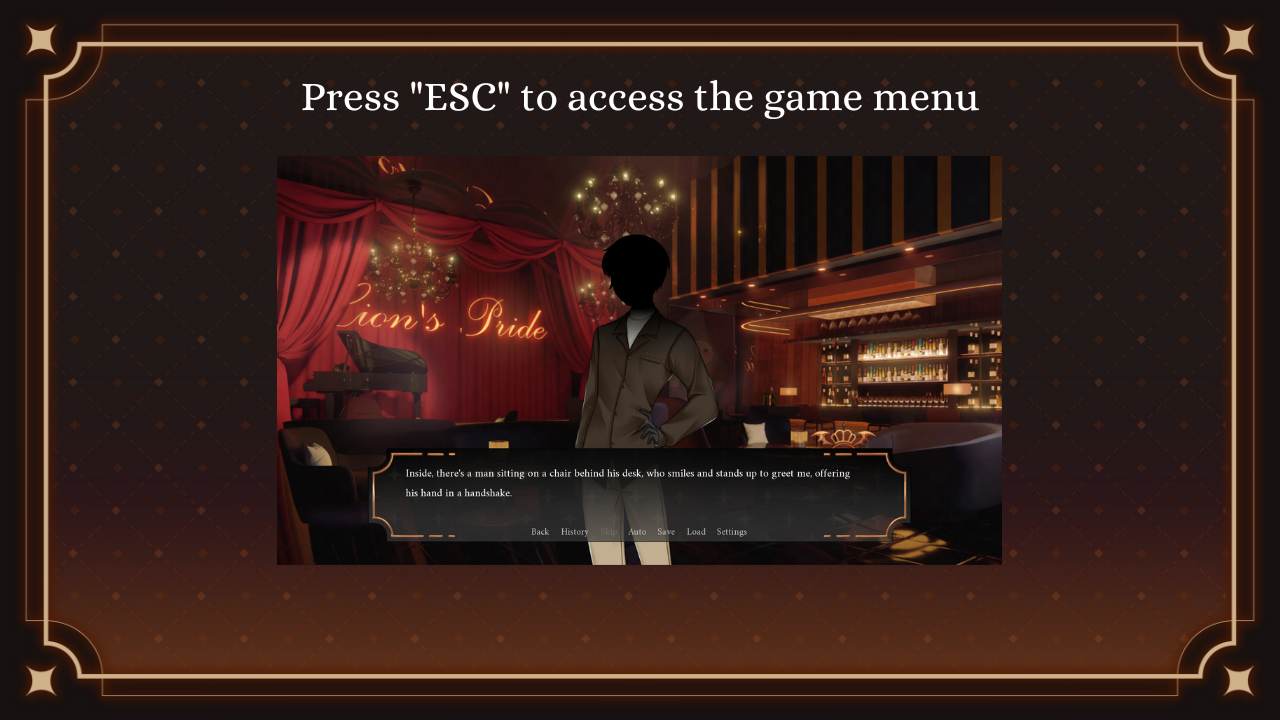 Press "ESC" to access the game menu
Lion's Pride
Inside, there's a man sitting on a chair behind his desk, who smiles and stands up to greet me, offering
his hand in a handshake.
Back History Skip Auto Save Load Settings